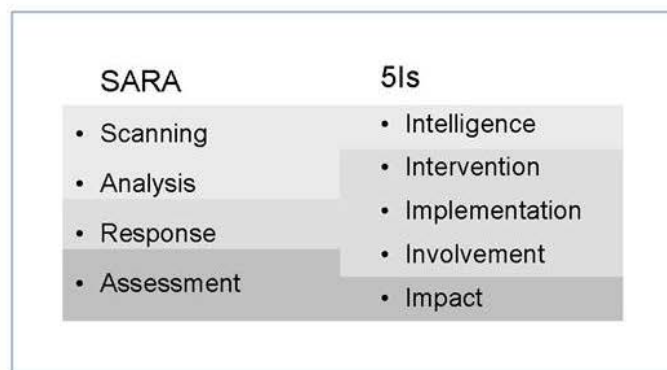 SARA
• Scanning
• Analysis
• Response
• Assessment
5Is
• Intelligence
• Intervention
• Implementation
• Involvement
• Impact